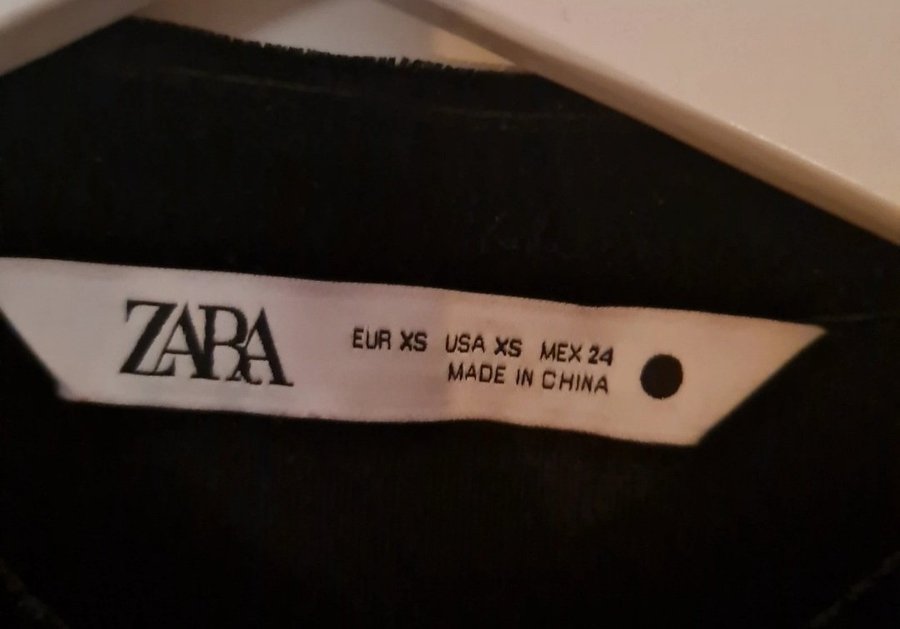 ZARA
EUR XS USA XS MEX 24
MADE IN CHINA